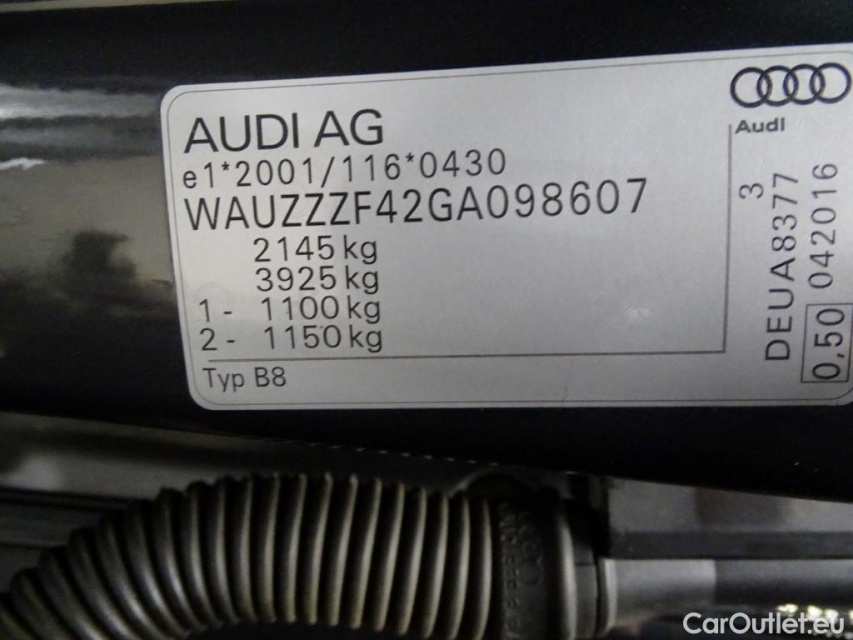 AUDI AG
e1*2001/116*0430
WAUZZZF42GA098607
2145 kg
3925 kg
1- 1100 kg
2- 1150 kg
Typ B8
Audi
3
DEUA8377
042016
0,50
CarOutlet.eu